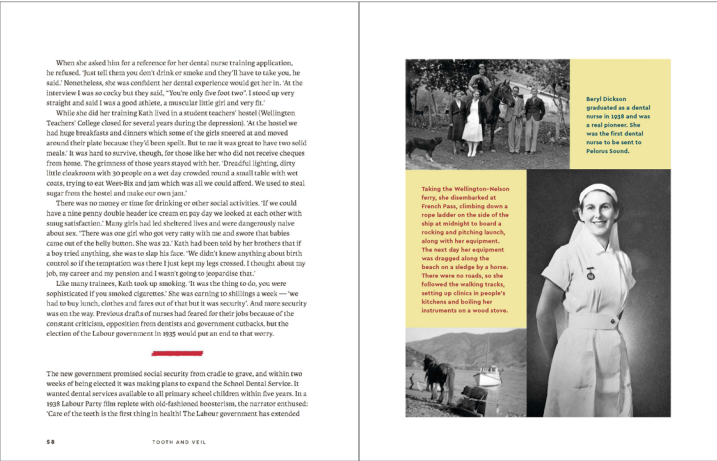 When she asked him for a reference for her dental nurse training application,
he refused. ‘Just tell them you don’t drink or smoke and they’ll have to take you, he
said.’ Nonetheless, she was confident her dental experience would get her in. ‘At the
interview I was so cocky but they said, “You’re only five foot two”. I stood up very
straight and said I was a good athlete, a muscular little girl and very fit.’
While she did her training Kath lived in a student teachers’ hostel (Wellington
Teachers’ College closed for several years during the depression). ‘At the hostel we
had huge breakfasts and dinners which some of the girls sneered at and moved
around their plate because they’d been spoilt. But to me it was great to have two solid
meals.’ It was hard to survive, though, for those like her who did not receive cheques
from home. The grimness of those years stayed with her. ‘Dreadful lighting, dirty
little cloakroom with 30 people on a wet day crowded round a small table with wet
coats, trying to eat Weet-Bix and jam which was all we could afford. We used to steal
sugar from the hostel and make our own jam.’
There was no money or time for drinking or other social activities. ‘If we could
have a nine penny double header ice cream on pay day we looked at each other with
smug satisfaction.’ Many girls had led sheltered lives and were dangerously naive
about sex. ‘There was one girl who got very ratty with me and swore that babies
came out of the belly button. She was 22.’ Kath had been told by her brothers that if
a boy tried anything, she was to slap his face. ‘We didn’t know anything about birth
control so if the temptation was there I just kept my legs crossed. I thought about my
job, my career and my pension and I wasn’t going to jeopardise that.’
Like many trainees, Kath took up smoking. ‘It was the thing to do, you were
sophisticated if you smoked cigarettes.’ She was earning 10 shillings a week — ‘we
had to buy lunch, clothes and fares out of that but it was security’. And more security
was on the way. Previous drafts of nurses had feared for their jobs because of the
constant criticism, opposition from dentists and government cutbacks, but the
election of the Labour government in 1935 would put an end to that worry.
The new government promised social security from cradle to grave, and within two
weeks of being elected it was making plans to expand the School Dental Service. It
wanted dental services available to all primary school children within five years. In a
1938 Labour Party film replete with old-fashioned boosterism, the narrator enthused:
‘Care of the teeth is the first thing in health! The Labour government has extended
58
TOOTH AND VEIL
Beryl Dickson
graduated as a dental
nurse in 1938 and was
a real pioneer. She
was the first dental
nurse to be sent to
Pelorus Sound.
Taking the Wellington–Nelson
ferry, she disembarked at
French Pass, climbing down a
rope ladder on the side of the
ship at midnight to board a
rocking and pitching launch,
along with her equipment.
The next day her equipment
was dragged along the
beach on a sledge by a horse.
There were no roads, so she
followed the walking tracks,
setting up clinics in people’s
kitchens and boiling her
instruments on a wood stove.